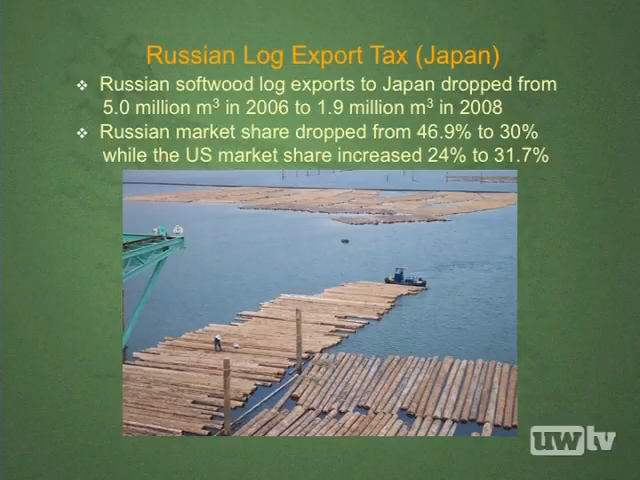 Russian Log Export Tax (Japan)
❖ Russian softwood log exports to Japan dropped from
5.0 million m³ in 2006 to 1.9 million m³ in 2008
❖ Russian market share dropped from 46.9% to 30%
while the US market share increased 24% to 31.7%
uwtv